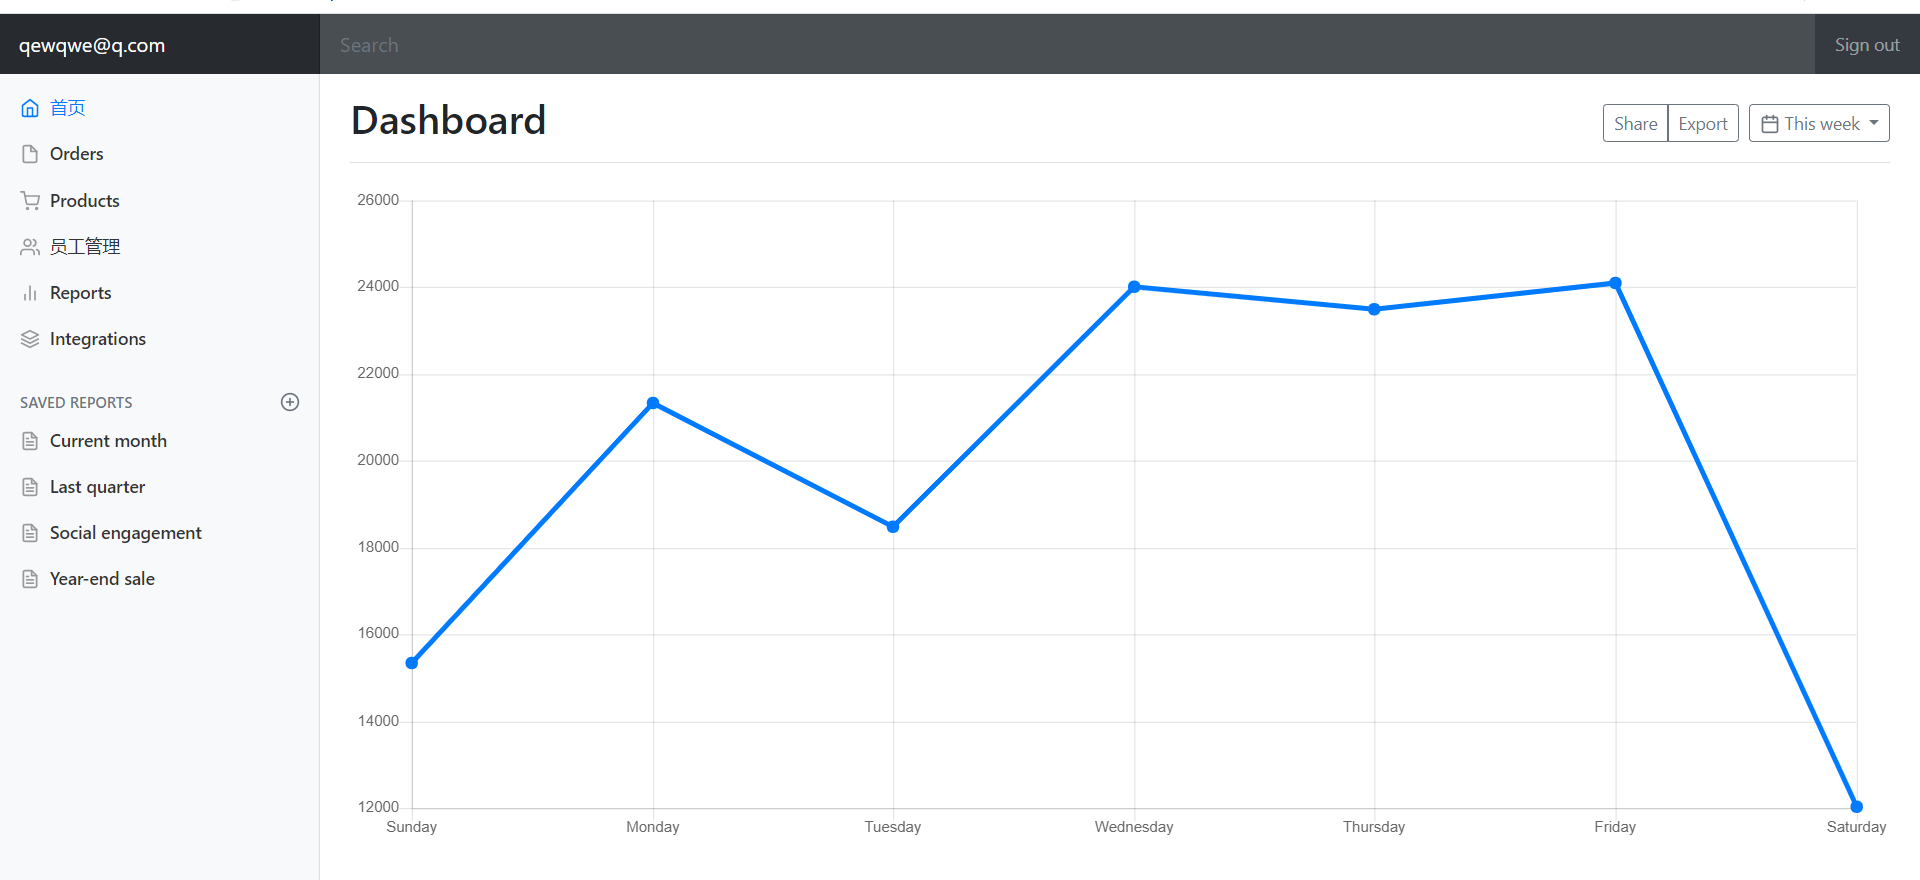 qewqwe@q.com
Search
Sign out
首页
Orders
Products
员工管理
Reports
Integrations
SAVED REPORTS
Current month
Last quarter
Social engagement
Year-end sale
Dashboard
Share
Export
This week
26000
24000
22000
20000
18000
16000
14000
12000
Sunday
Monday
Tuesday
Wednesday
Thursday
Friday
Saturday